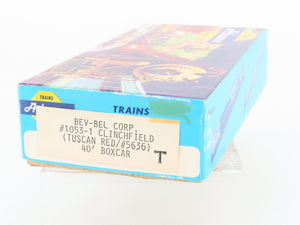 TRAINS
TRAINS
BEV-BEL CORP.
#1053-1 CLINCHFIELD
(TUSCAN RED/#5636)
40' BOXCAR
T